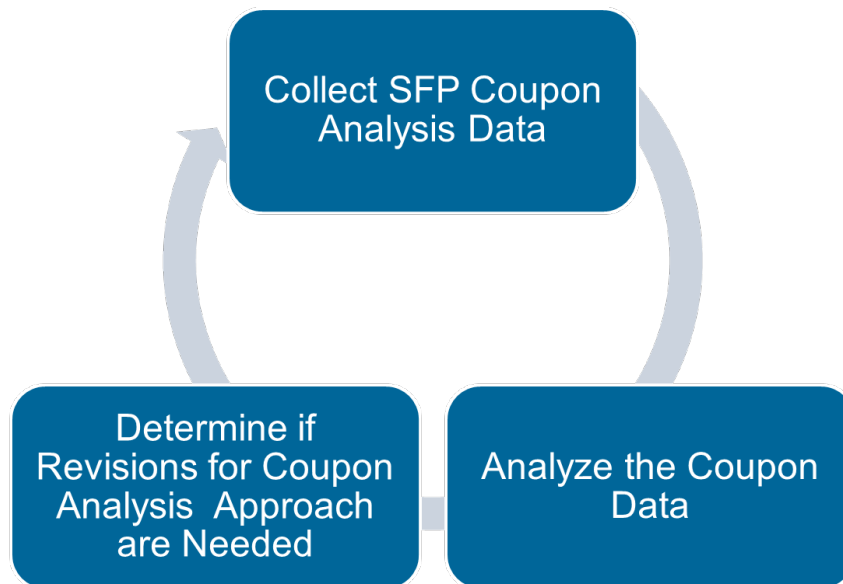 Collect SFP Coupon
Analysis Data
Analyze the Coupon
Data
Determine if
Revisions for Coupon
Analysis  Approach
are Needed